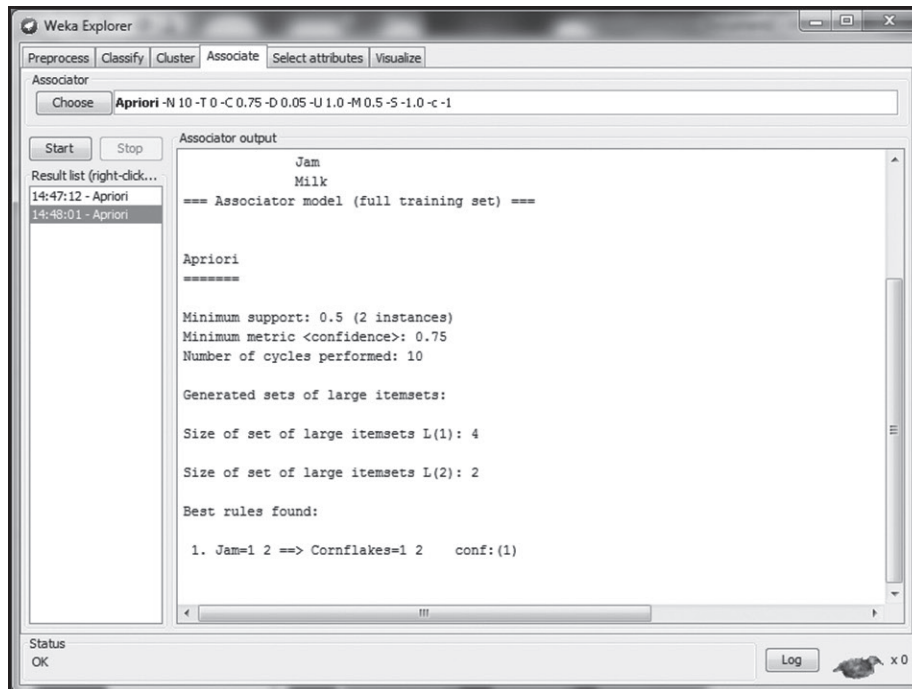 Weka Explorer
Preprocess Classify Cluster Associate Select attributes Visualize
Associator
Choose Apriori -N 10 -T 0 -C 0.75 -D 0.05 -U 1.0 -M 0.5 -S -1.0 -c -1
Start Stop
Result list (right-click...
14:47:12 - Apriori
14:48:01 - Apriori
Associator output
Jam
Milk
=== Associator model (full training set) ===
Apriori
=======
Minimum support: 0.5 (2 instances)
Minimum metric <confidence>: 0.75
Number of cycles performed: 10
Generated sets of large itemsets:
Size of set of large itemsets L(1): 4
Size of set of large itemsets L(2): 2
Best rules found:
1. Jam=1 2 ==> Cornflakes=1 2 conf:(1)
Status
OK
Log
x 0